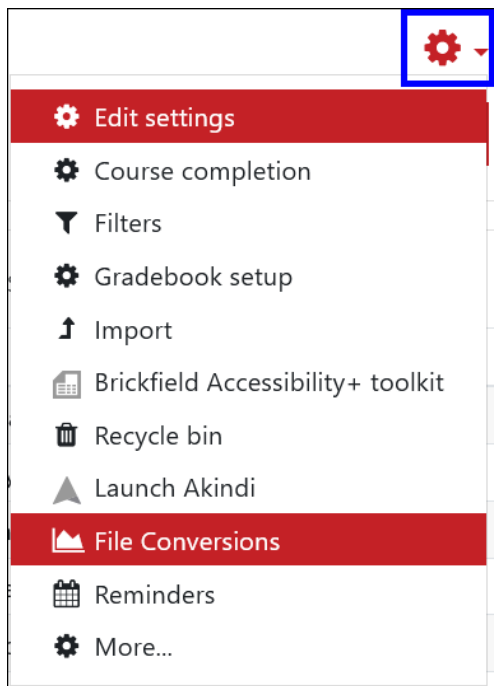 Edit settings
Course completion
Filters
Gradebook setup
Import
Brickfield Accessibility+ toolkit
Recycle bin
Launch Akindi
File Conversions
Reminders
More...